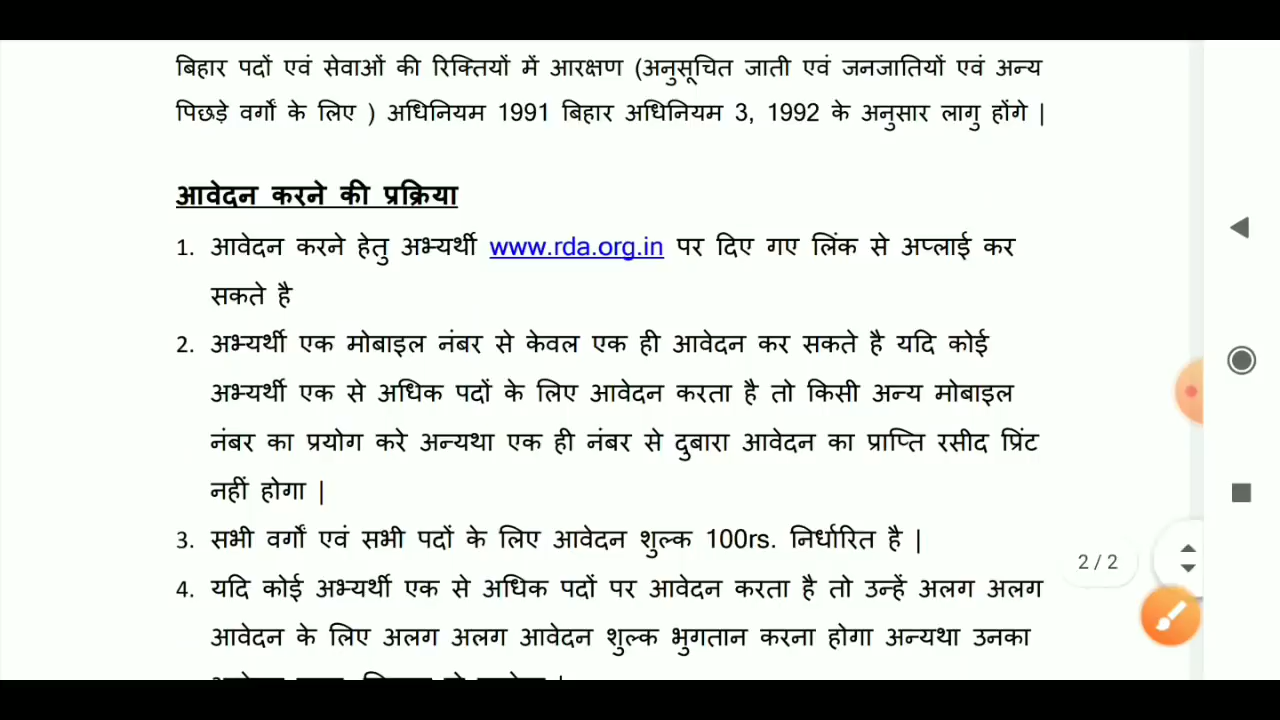 बिहार पदों एवं सेवाओं की रिक्तियों में आरक्षण (अनुसूचित जाती एवं जनजातियों एवं अन्य
पिछड़े वर्गों के लिए ) अधिनियम 1991 बिहार अधिनियम 3, 1992 के अनुसार लागु होंगे |
आवेदन करने की प्रक्रिया
1. आवेदन करने हेतु अभ्यर्थी www.rda.org.in पर दिए गए लिंक से अप्लाई कर
सकते है
2. अभ्यर्थी एक मोबाइल नंबर से केवल एक ही आवेदन कर सकते है यदि कोई
अभ्यर्थी एक से अधिक पदों के लिए आवेदन करता है तो किसी अन्य मोबाइल
नंबर का प्रयोग करे अन्यथा एक ही नंबर से दुबारा आवेदन का प्राप्ति रसीद प्रिंट
नहीं होगा |
3. सभी वर्गों एवं सभी पदों के लिए आवेदन शुल्क 100rs. निर्धारित है |
2 / 2
4. यदि कोई अभ्यर्थी एक से अधिक पदों पर आवेदन करता है तो उन्हें अलग अलग
आवेदन के लिए अलग अलग आवेदन शुल्क भुगतान करना होगा अन्यथा उनका